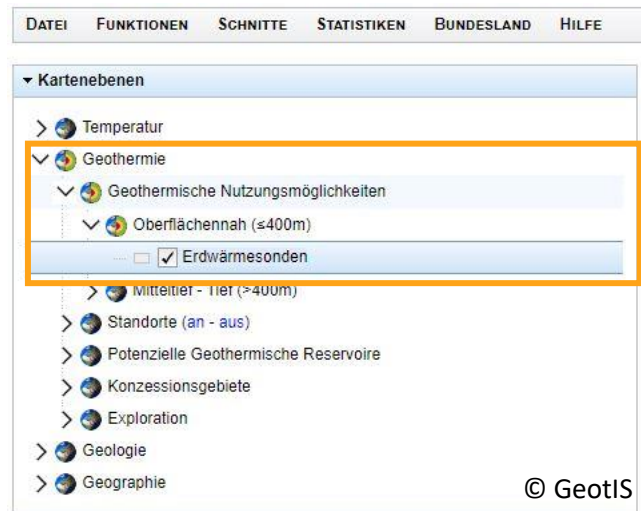 DATEI FUNKTIONEN SCHNITTE STATISTIKEN BUNDESLAND HILFE
Kartenebenen
Temperatur
Geothermie
Geothermische Nutzungsmöglichkeiten
Oberflächennah (≤400m)
Erdwärmesonden
Mitteltief - Tief (>400m)
Standorte (an - aus)
Potenzielle Geothermische Reservoire
Konzessionsgebiete
Exploration
Geologie
Geographie
© GeotIS